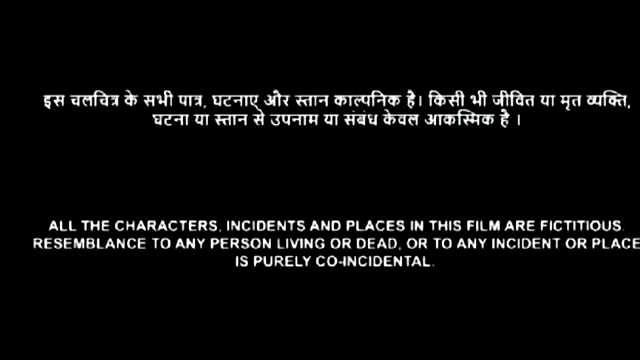 इस चलचित्र के सभी पात्र, घटनाए और स्तान काल्पनिक है। किसी भी जीवित या मृत व्यक्ति,
घटना या स्तान से उपनाम या संबंध केवल आकस्मिक है ।
ALL THE CHARACTERS, INCIDENTS AND PLACES IN THIS FILM ARE FICTITIOUS.
RESEMBLANCE TO ANY PERSON LIVING OR DEAD, OR TO ANY INCIDENT OR PLACE
IS PURELY CO-INCIDENTAL.